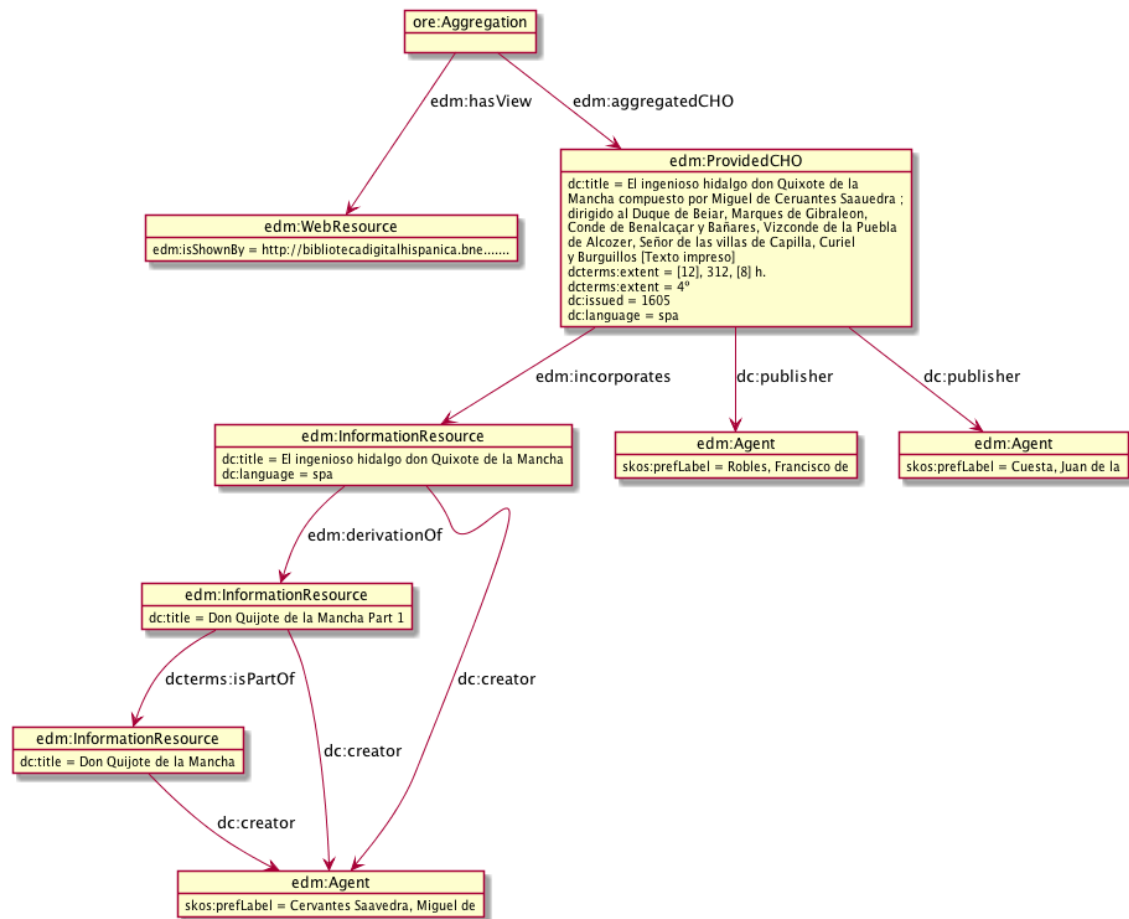 ore:Aggregation
edm:hasView
edm:aggregatedCHO
edm:ProvidedCHO
dc:title = El ingenioso hidalgo don Quixote de la
Mancha compuesto por Miguel de Ceruantes Saauedra ;
dirigido al Duque de Beiar, Marques de Gibraleon,
Conde de Benalcaçar y Bañares, Vizconde de la Puebla
de Alcozer, Señor de las villas de Capilla, Curiel
y Burguillos [Texto impreso]
dcterms:extent = [12], 312, [8] h.
dcterms:extent = 4º
dc:issued = 1605
dc:language = spa
edm:WebResource
edm:isShownBy = http://bibliotecadigitalhispanica.bne.......
edm:incorporates
dc:publisher
dc:publisher
edm:InformationResource
dc:title = El ingenioso hidalgo don Quixote de la Mancha
dc:language = spa
edm:Agent
skos:prefLabel = Robles, Francisco de
edm:Agent
skos:prefLabel = Cuesta, Juan de la
edm:derivationOf
edm:InformationResource
dc:title = Don Quijote de la Mancha Part 1
dcterms:isPartOf
dc:creator
edm:InformationResource
dc:title = Don Quijote de la Mancha
dc:creator
dc:creator
edm:Agent
skos:prefLabel = Cervantes Saavedra, Miguel de